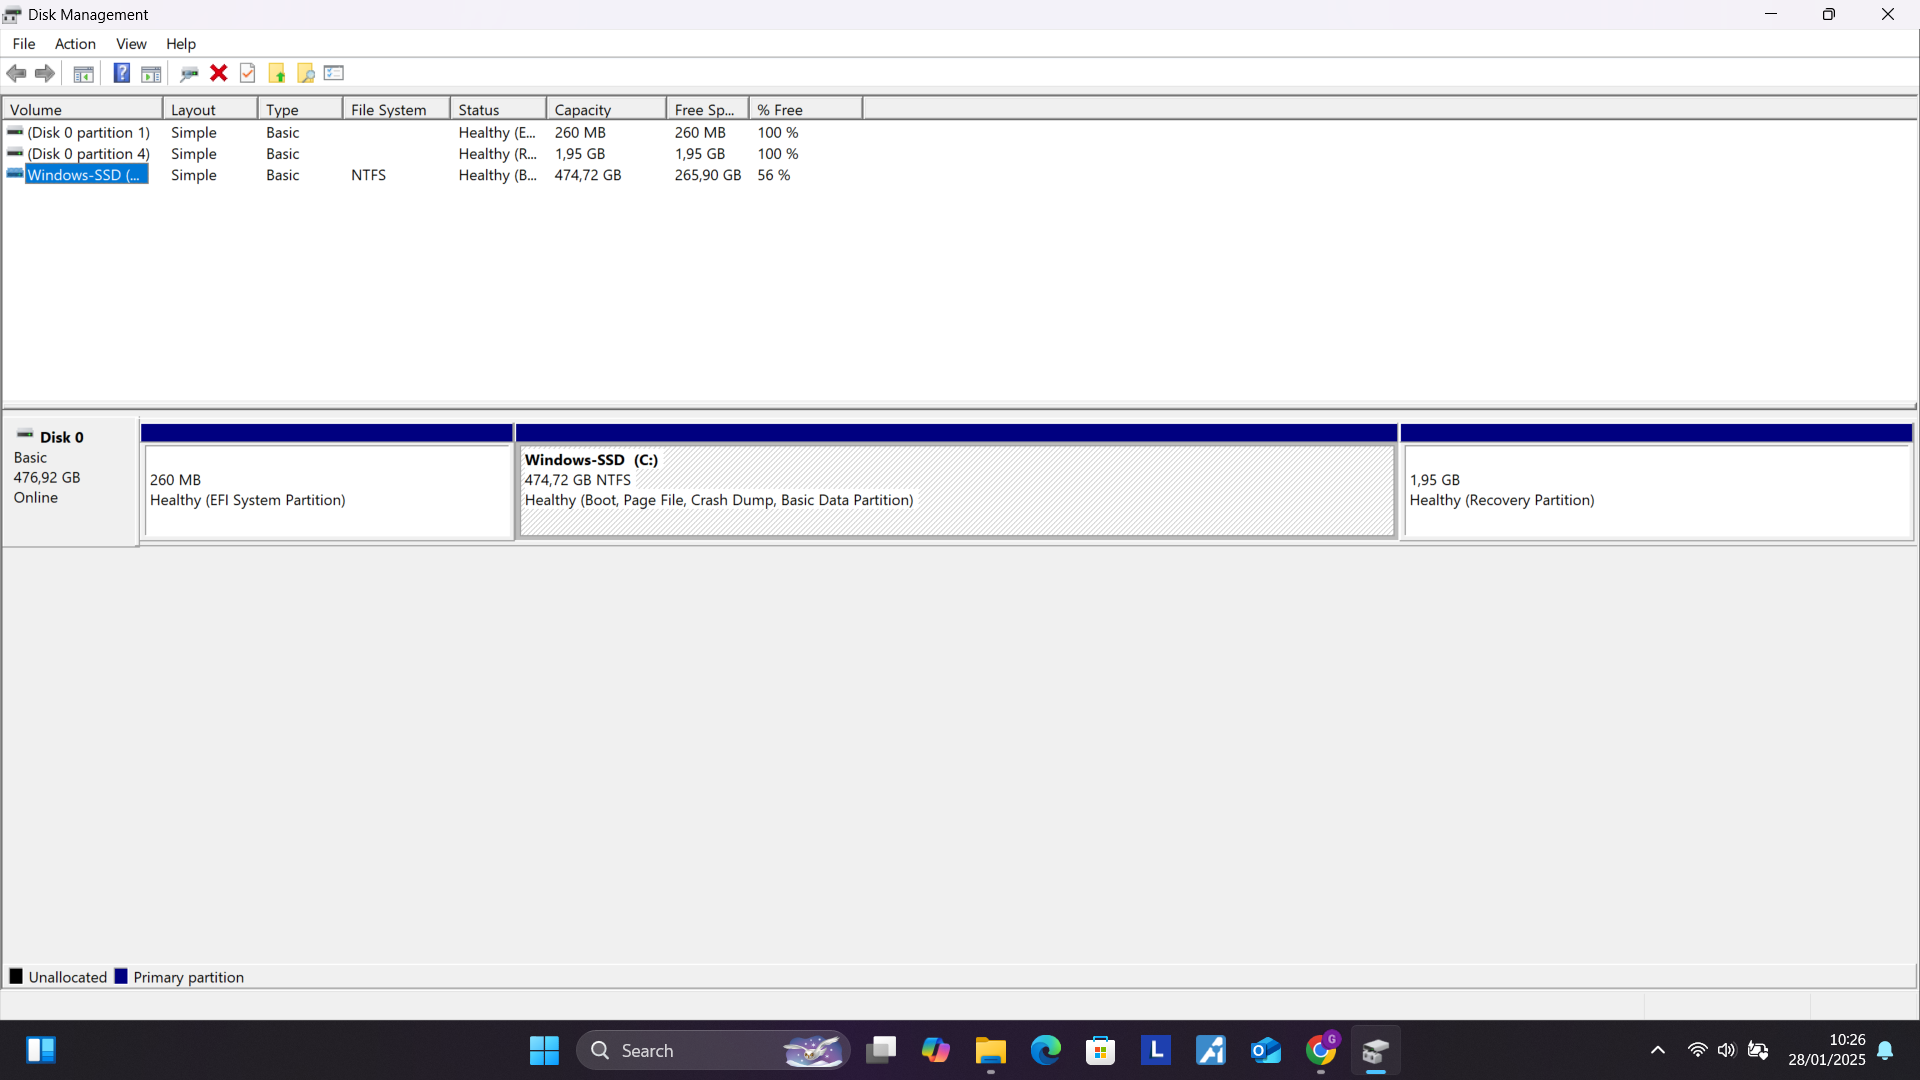 Disk Management
File Action View Help
Volume Layout Type File System Status Capacity Free Sp... % Free
(Disk 0 partition 1) Simple Basic Healthy (E... 260 MB 260 MB 100 %
(Disk 0 partition 4) Simple Basic Healthy (R... 1,95 GB 1,95 GB 100 %
Windows-SSD (... Simple Basic NTFS Healthy (B... 474,72 GB 265,90 GB 56 %
Disk 0
Basic
476,92 GB
Online
260 MB
Healthy (EFI System Partition)
Windows-SSD (C:)
474,72 GB NTFS
Healthy (Boot, Page File, Crash Dump, Basic Data Partition)
1,95 GB
Healthy (Recovery Partition)
Unallocated Primary partition
Search
L
G
10:26
28/01/2025